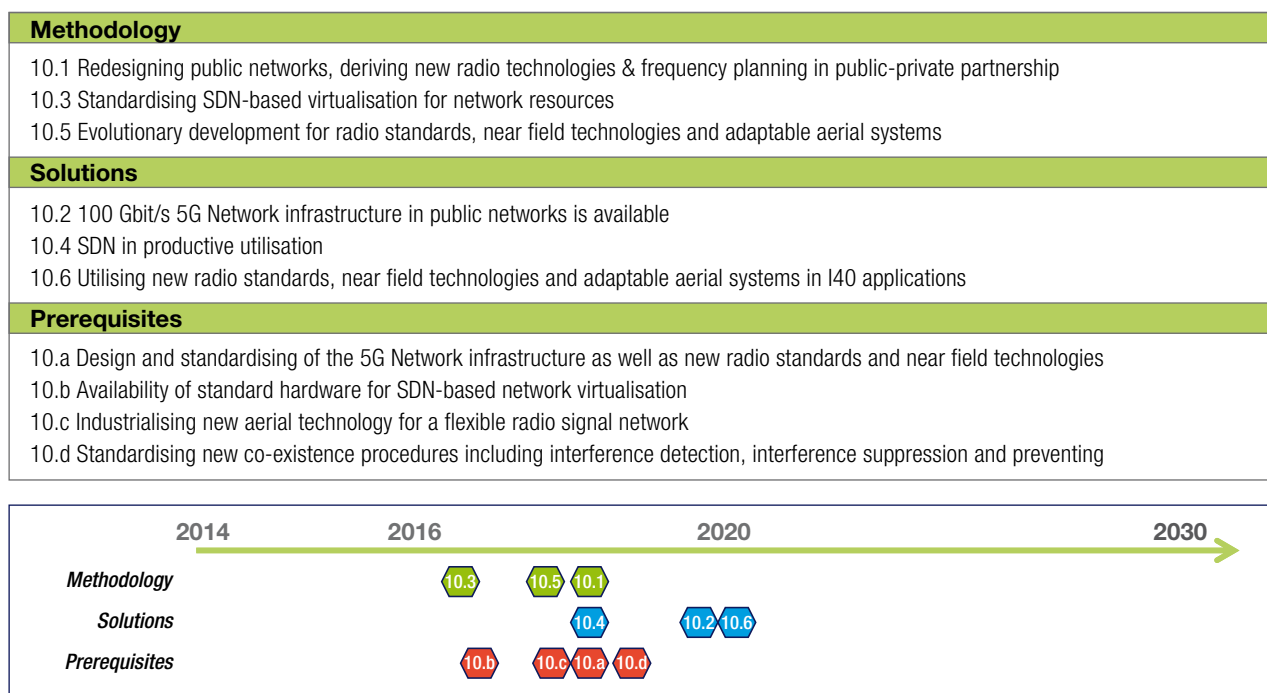 Methodology
10.1 Redesigning public networks, deriving new radio technologies & frequency planning in public-private partnership
10.3 Standardising SDN-based virtualisation for network resources
10.5 Evolutionary development for radio standards, near field technologies and adaptable aerial systems
Solutions
10.2 100 Gbit/s 5G Network infrastructure in public networks is available
10.4 SDN in productive utilisation
10.6 Utilising new radio standards, near field technologies and adaptable aerial systems in I40 applications
Prerequisites
10.a Design and standardising of the 5G Network infrastructure as well as new radio standards and near field technologies
10.b Availability of standard hardware for SDN-based network virtualisation
10.c Industrialising new aerial technology for a flexible radio signal network
10.d Standardising new co-existence procedures including interference detection, interference suppression and preventing
2014 2016 2020 2030
Methodology 10.3 10.5 10.1
Solutions 10.4 10.2 10.6
Prerequisites 10.b 10.c 10.a 10.d